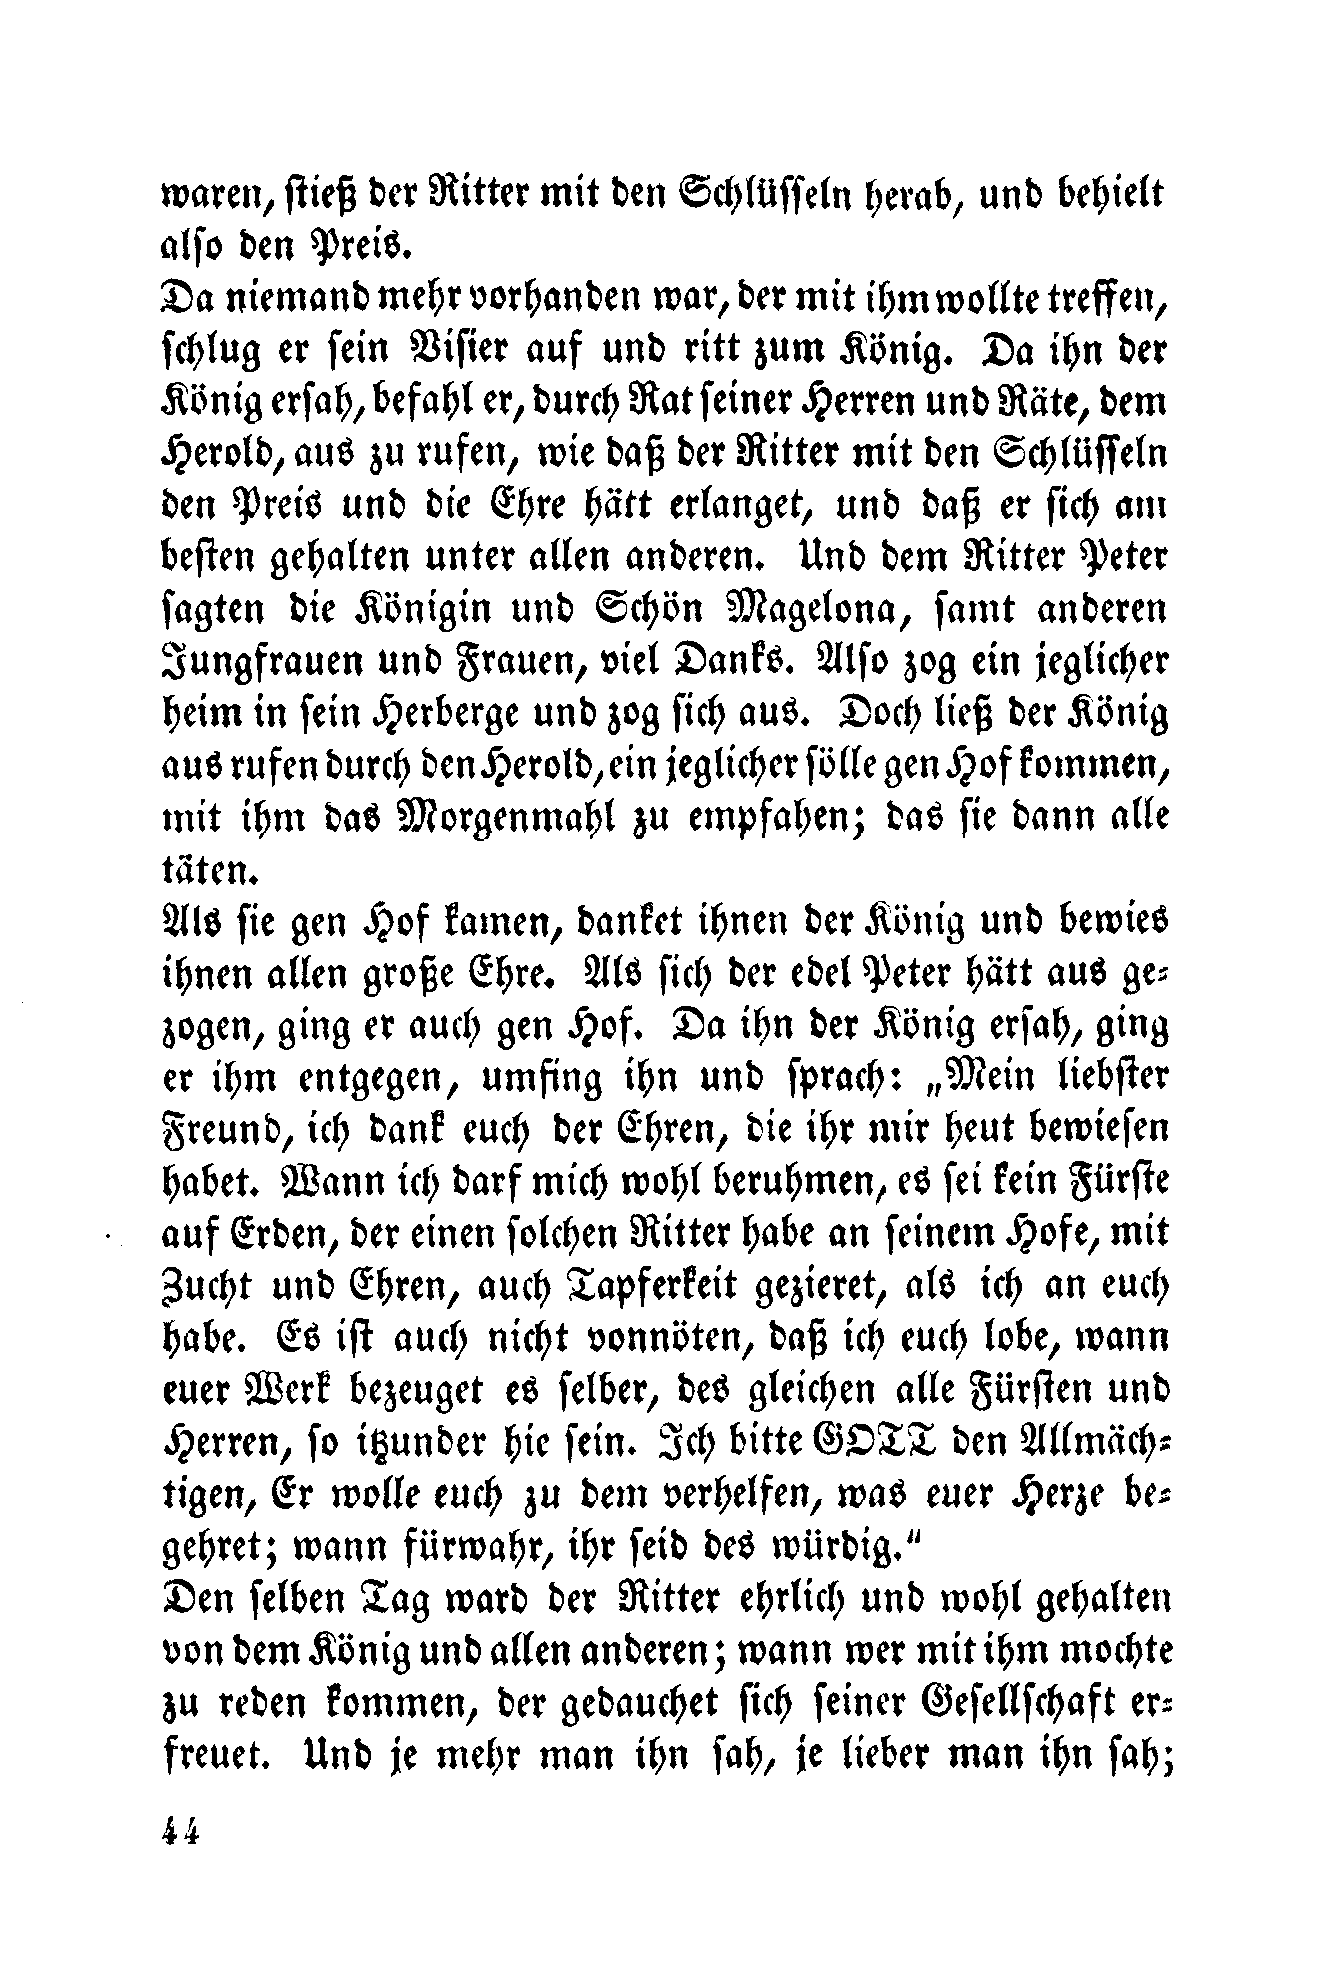 waren, stieß der Ritter mit den Schlüsseln herab, und behielt
also den Preis.
Da niemand mehr vorhanden war, der mit ihm wollte treffen,
schlug er sein Visier auf und ritt zum König. Da ihn der
König ersah, befahl er, durch Rat seiner Herren und Räte, dem
Herold, aus zu rufen, wie daß der Ritter mit den Schlüsseln
den Preis und die Ehre hätt erlanget, und daß er sich am
besten gehalten unter allen anderen. Und dem Ritter Peter
sagten die Königin und Schön Magelona, samt anderen
Jungfrauen und Frauen, viel Danks. Also zog ein jeglicher
heim in sein Herberge und zog sich aus. Doch ließ der König
aus rufen durch den Herold, ein jeglicher sölle gen Hof kommen,
mit ihm das Morgenmahl zu empfahen; das sie dann alle
täten.
Als sie gen Hof kamen, danket ihnen der König und bewies
ihnen allen große Ehre. Als sich der edel Peter hätt aus ge-
zogen, ging er auch gen Hof. Da ihn der König ersah, ging
er ihm entgegen, umfing ihn und sprach: „Mein liebster
Freund, ich dank euch der Ehren, die ihr mir heut bewiesen
habet. Wann ich darf mich wohl beruhmen, es sei kein Fürste
auf Erden, der einen solchen Ritter habe an seinem Hofe, mit
Zucht und Ehren, auch Tapferkeit gezieret, als ich an euch
habe. Es ist auch nicht vonnöten, daß ich euch lobe, wann
euer Werk bezeuget es selber, des gleichen alle Fürsten und
Herren, so itzunder hie sein. Ich bitte GOTT den Allmäch-
tigen, Er wolle euch zu dem verhelfen, was euer Herze be-
gehret; wann fürwahr, ihr seid des würdig.“
Den selben Tag ward der Ritter ehrlich und wohl gehalten
von dem König und allen anderen; wann wer mit ihm mochte
zu reden kommen, der gedauchet sich seiner Gesellschaft er-
freuet. Und je mehr man ihn sah, je lieber man ihn sah;
44